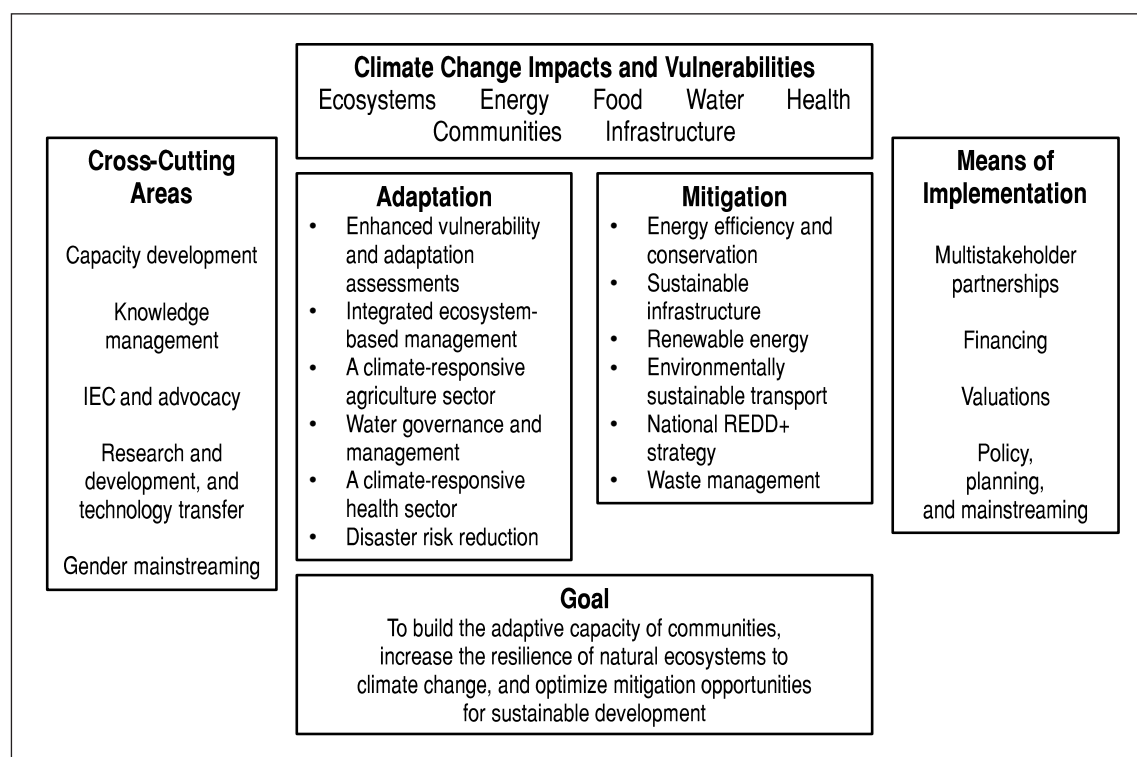 Climate Change Impacts and Vulnerabilities
Ecosystems Energy Food Water Health
Communities Infrastructure
Cross-Cutting
Areas
Capacity development
Knowledge
management
IEC and advocacy
Research and
development, and
technology transfer
Gender mainstreaming
Adaptation
• Enhanced vulnerability
and adaptation
assessments
• Integrated ecosystem-
based management
• A climate-responsive
agriculture sector
• Water governance and
management
• A climate-responsive
health sector
• Disaster risk reduction
Mitigation
• Energy efficiency and
conservation
• Sustainable
infrastructure
• Renewable energy
• Environmentally
sustainable transport
• National REDD+
strategy
• Waste management
Means of
Implementation
Multistakeholder
partnerships
Financing
Valuations
Policy,
planning,
and mainstreaming
Goal
To build the adaptive capacity of communities,
increase the resilience of natural ecosystems to
climate change, and optimize mitigation opportunities
for sustainable development